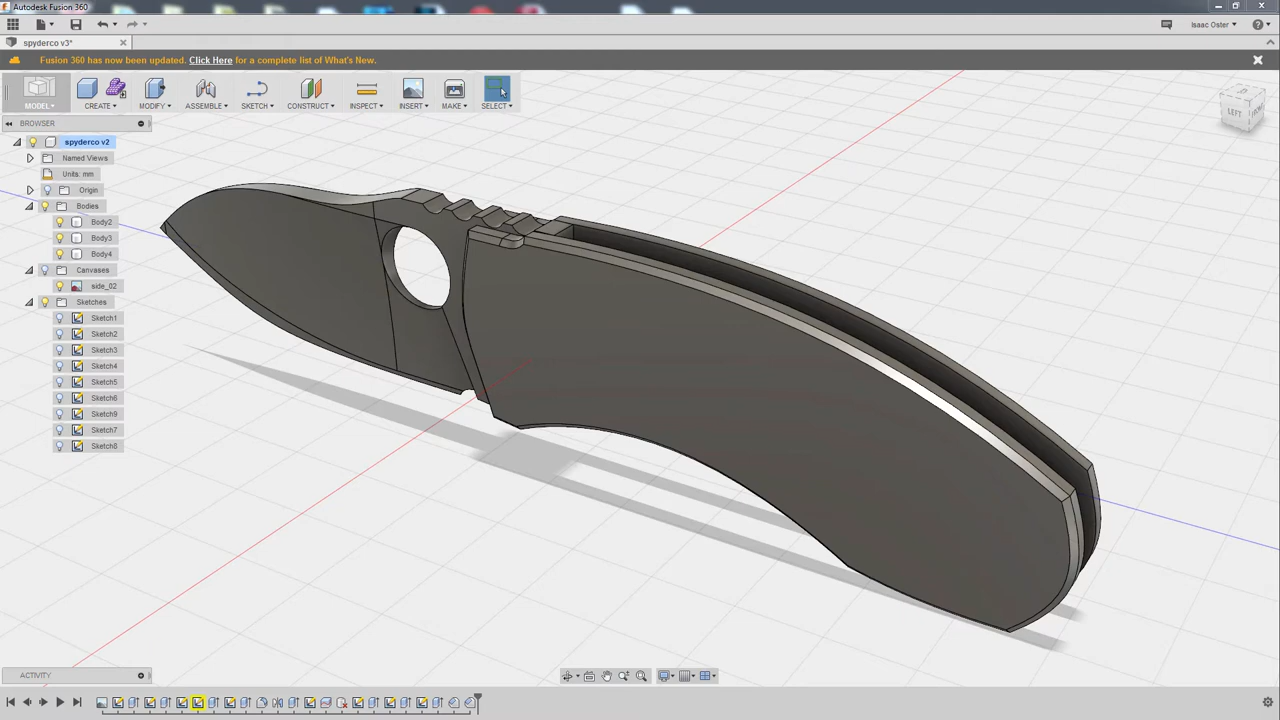 Autodesk Fusion 360
Isaac Oster
spyderco v3*
Fusion 360 has now been updated. Click Here for a complete list of What's New.
MODEL CREATE MODIFY ASSEMBLE SKETCH CONSTRUCT INSPECT INSERT MAKE SELECT
BROWSER
spyderco v2
Named Views
Units: mm
Origin
Bodies
Body2
Body3
Body4
Canvases
side_02
Sketches
Sketch1
Sketch2
Sketch3
Sketch4
Sketch5
Sketch6
Sketch9
Sketch7
Sketch8
LEFT
ACTIVITY